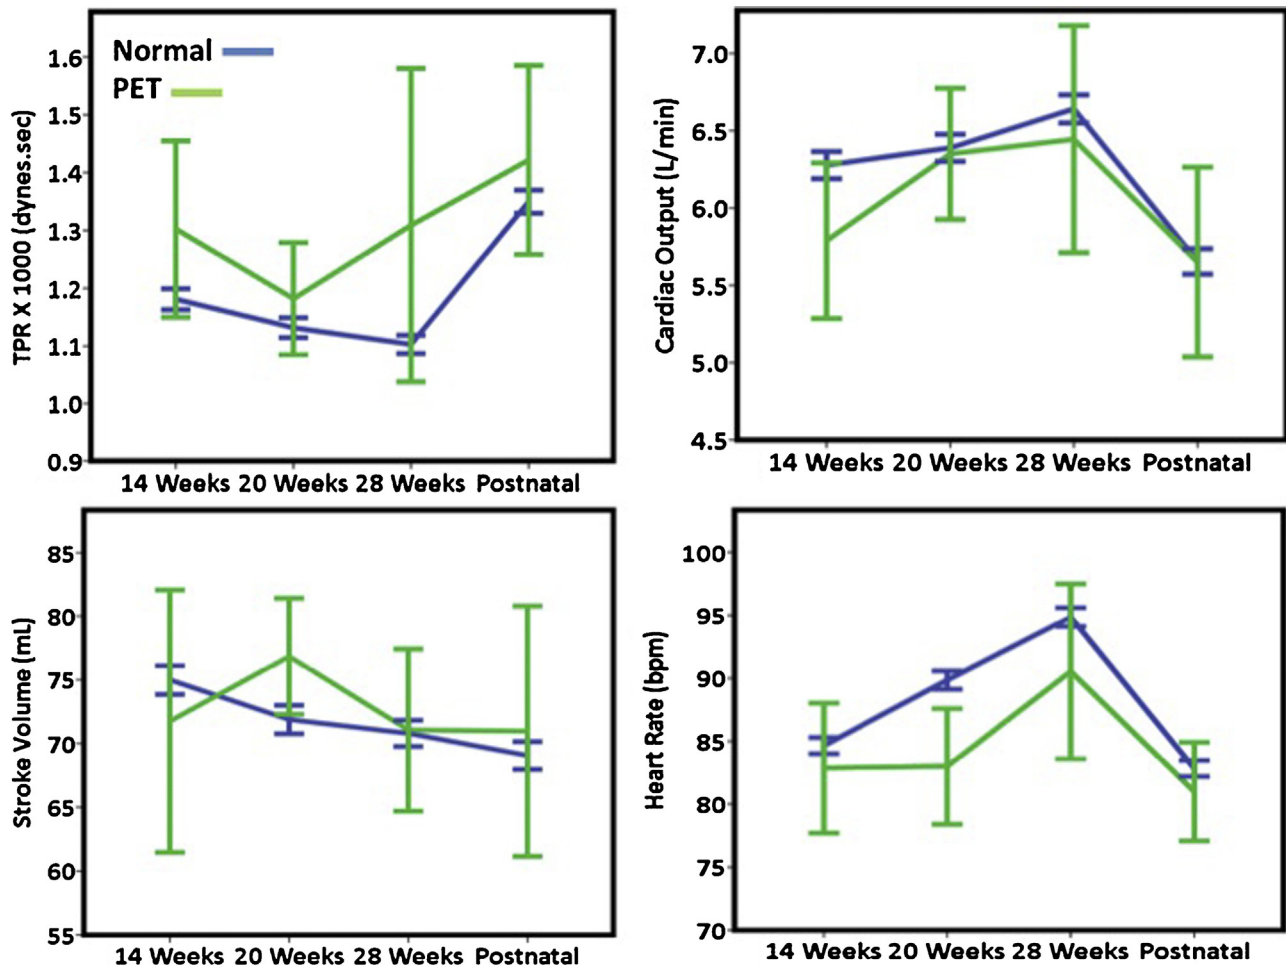 Normal
PET
TPR X 1000 (dynes.sec)
1.6
1.5
1.4
1.3
1.2
1.1
1.0
0.9
14 Weeks 20 Weeks 28 Weeks Postnatal
Cardiac Output (L/min)
7.0
6.5
6.0
5.5
5.0
4.5
14 Weeks 20 Weeks 28 Weeks Postnatal
Stroke Volume (mL)
85
80
75
70
65
60
55
14 Weeks 20 Weeks 28 Weeks Postnatal
Heart Rate (bpm)
100
95
90
85
80
75
70
14 Weeks 20 Weeks 28 Weeks Postnatal